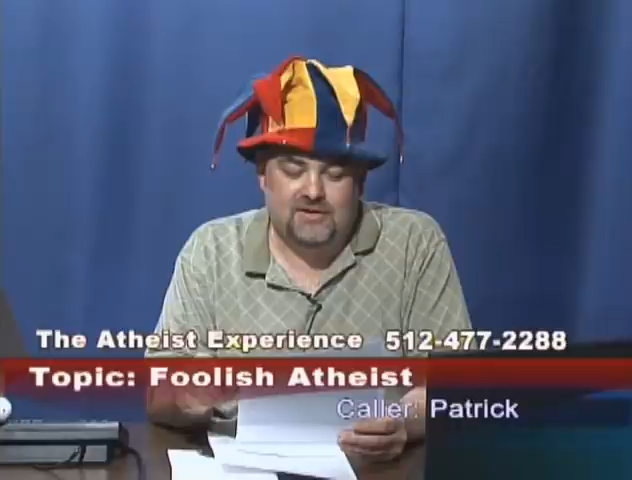 The Atheist Experience 512-477-2288
Topic: Foolish Atheist
Caller: Patrick